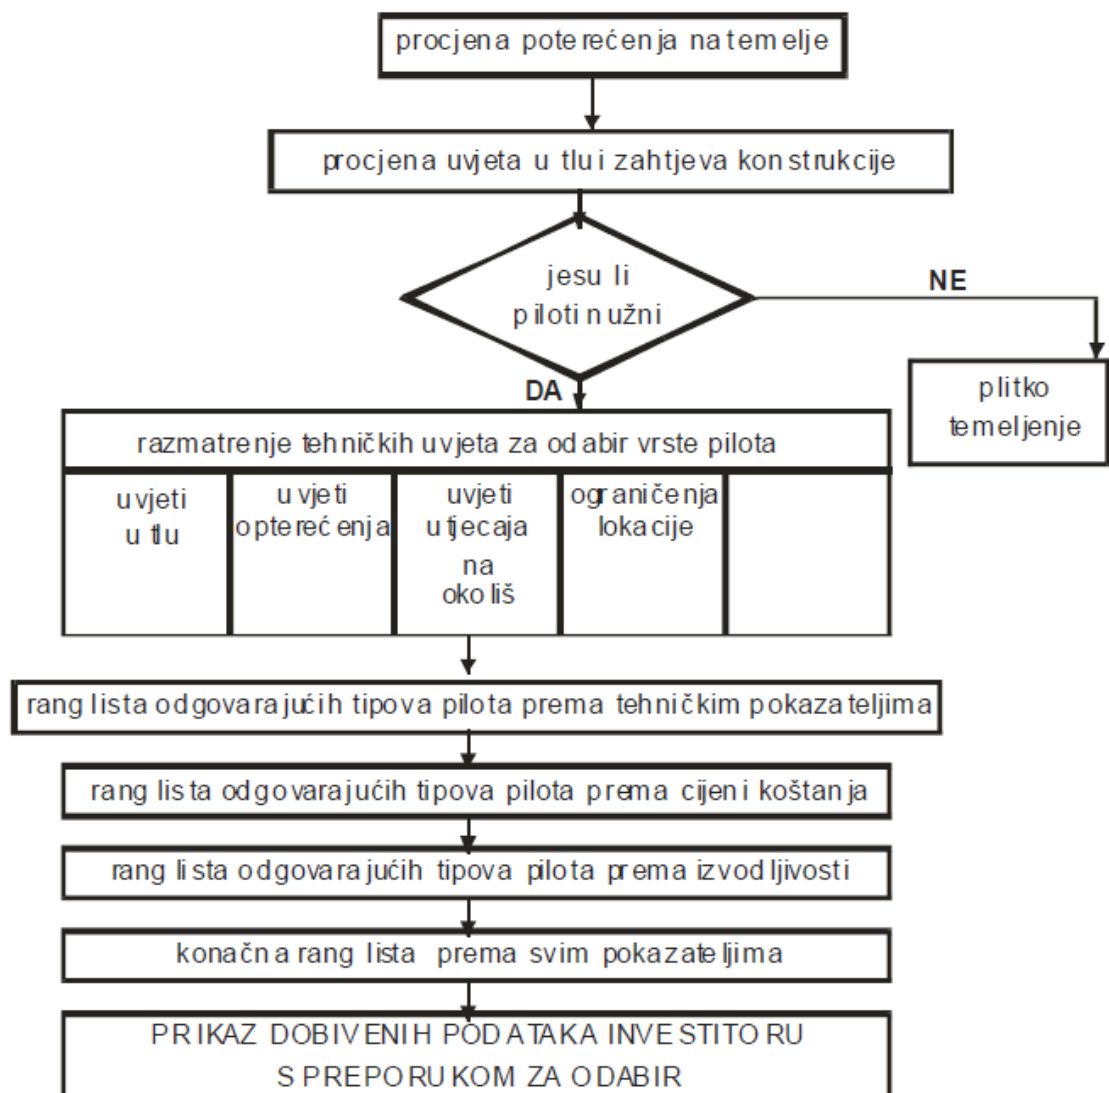 procjena poterećenja na temelje
procjena uvjeta u tlu i zahtjeva konstrukcije
jesu li
piloti nužni
NE
DA
plitko
temeljenje
razmatrenje tehničkih uvjeta za odabir vrste pilota
uvjeti
u tlu
uvjeti
opterećenja
uvjeti
utjecaja
na
okoliš
ograničenja
lokacije
rang lista odgovarajućih tipova pilota prema tehničkim pokazateljima
rang lista odgovarajućih tipova pilota prema cijeni koštanja
rang lista odgovarajućih tipova pilota prema izvodljivosti
konačna rang lista prema svim pokazateljima
PRIKAZ DOBIVENIH PODATAKA INVESTITORU
S PREPORUKOM ZA ODABIR